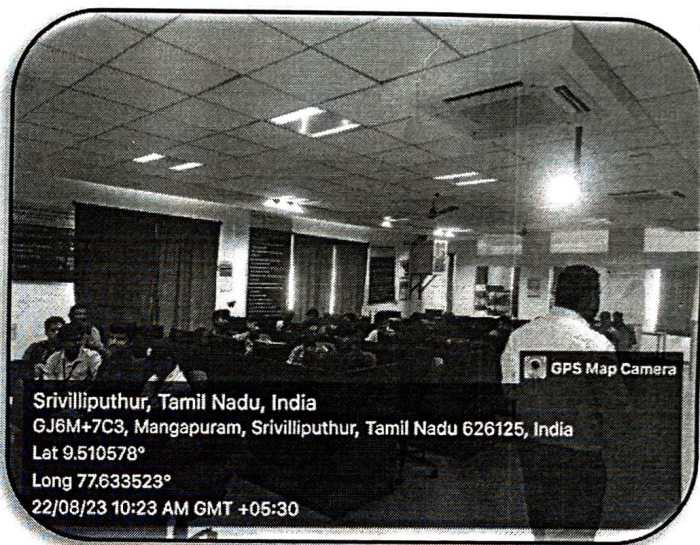 GPS Map Camera
Srivilliputhur, Tamil Nadu, India
GJ6M+7C3, Mangapuram, Srivilliputhur, Tamil Nadu 626125, India
Lat 9.510578°
Long 77.633523°
22/08/23 10:23 AM GMT +05:30